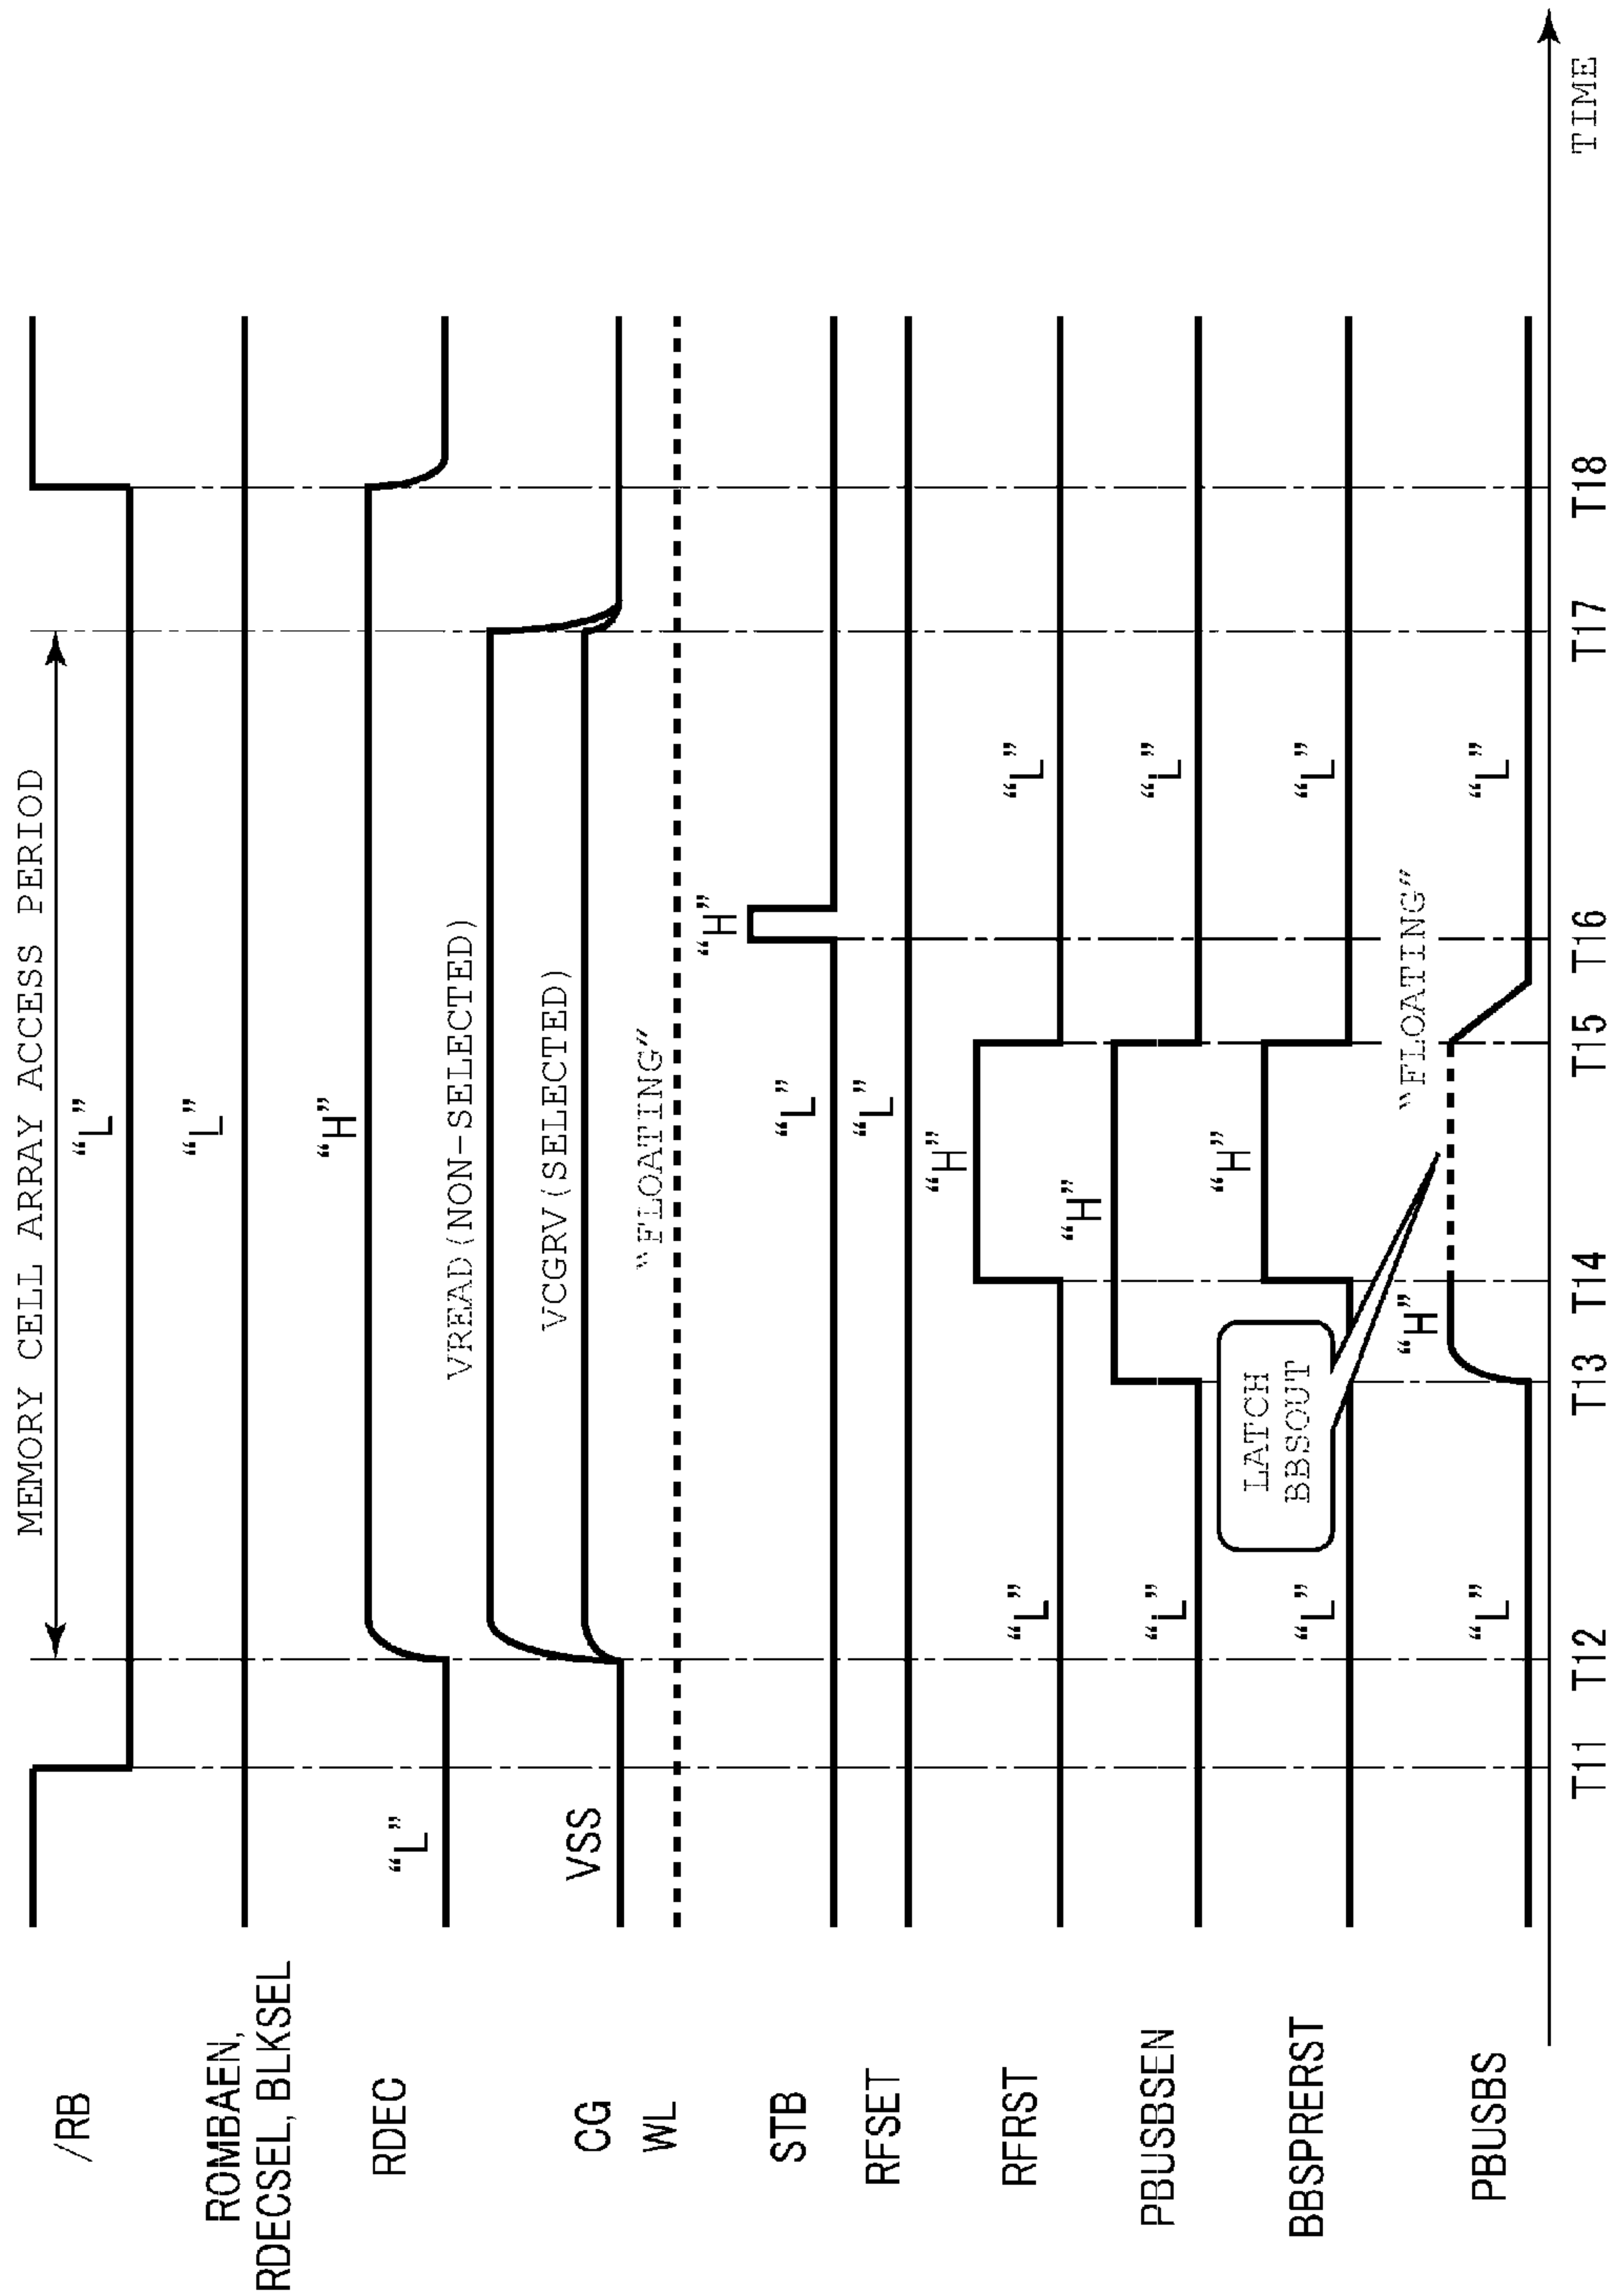 MEMORY CELL ARRAY ACCESS PERIOD
/RB
“L”
ROMBAEN,
RDECSEL, BLKSEL
“L”
RDEC
“L”
“H”
VREAD(NON-SELECTED)
CG
VSS
VCGRV(SELECTED)
WL
“FLOATING”
STB
“L”
“H”
RFSET
“L”
RFRST
“L”
“H”
“L”
PBUSBSEN
“L”
“H”
“L”
BBSPRERST
“L”
“H”
“L”
LATCH
BBSOUT
PBUSBS
“L”
“H”
“FLOATING”
“L”
T11 T12 T13 T14 T15 T16 T17 T18
TIME